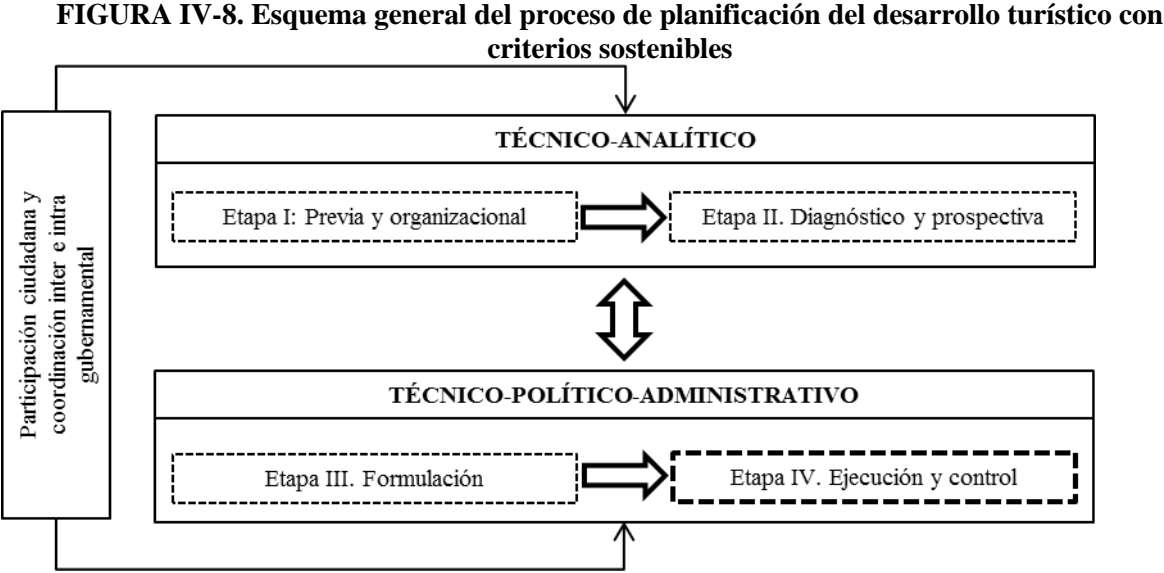 FIGURA IV-8. Esquema general del proceso de planificación del desarrollo turístico con
criterios sostenibles
Participación ciudadana y
coordinación inter e intra
gubernamental
TÉCNICO-ANALÍTICO
Etapa I: Previa y organizacional
Etapa II. Diagnóstico y prospectiva
TÉCNICO-POLÍTICO-ADMINISTRATIVO
Etapa III. Formulación
Etapa IV. Ejecución y control